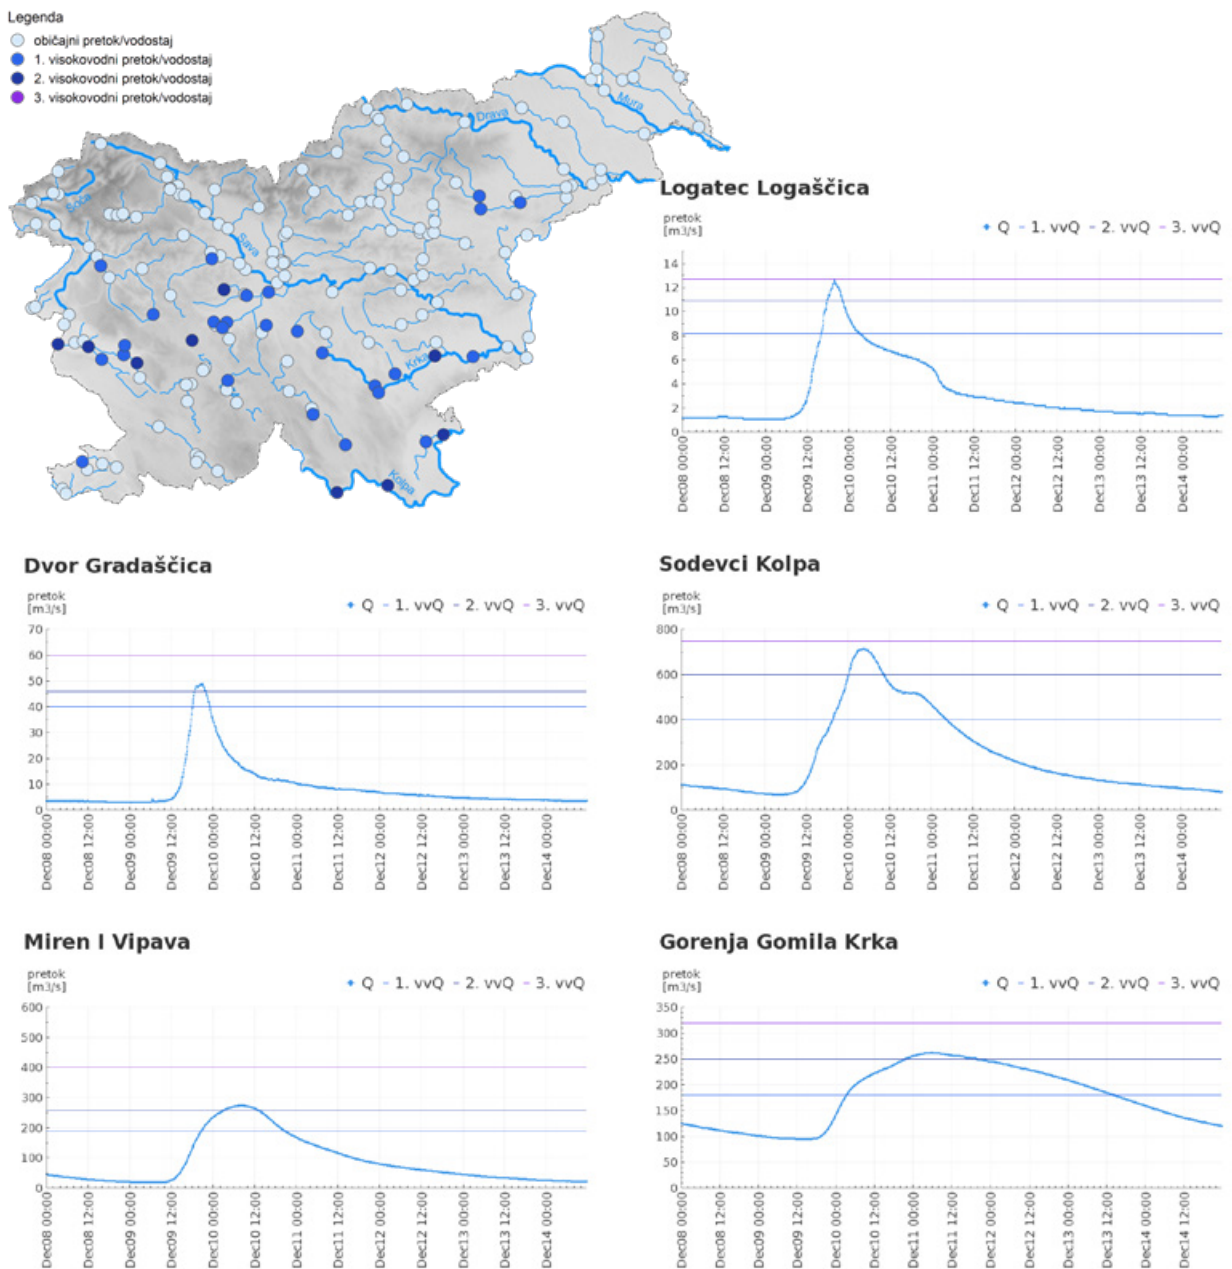 Legenda
običajni pretok/vodostaj
1. visokovodni pretok/vodostaj
2. visokovodni pretok/vodostaj
3. visokovodni pretok/vodostaj
Mura
Drava
Soča
Sava
Krka
Kolpa
Logatec Logaščica
pretok
[m3/s]
Q 1. vvQ 2. vvQ 3. vvQ
14
12
10
8
6
4
2
0
Dec08 00:00
Dec08 12:00
Dec09 00:00
Dec09 12:00
Dec10 00:00
Dec10 12:00
Dec11 00:00
Dec11 12:00
Dec12 00:00
Dec12 12:00
Dec13 00:00
Dec13 12:00
Dec14 00:00
Dvor Gradaščica
pretok
[m3/s]
Q 1. vvQ 2. vvQ 3. vvQ
70
60
50
40
30
20
10
0
Dec08 00:00
Dec08 12:00
Dec09 00:00
Dec09 12:00
Dec10 00:00
Dec10 12:00
Dec11 00:00
Dec11 12:00
Dec12 00:00
Dec12 12:00
Dec13 00:00
Dec13 12:00
Dec14 00:00
Sodevci Kolpa
pretok
[m3/s]
Q 1. vvQ 2. vvQ 3. vvQ
800
600
400
200
0
Dec08 00:00
Dec08 12:00
Dec09 00:00
Dec09 12:00
Dec10 00:00
Dec10 12:00
Dec11 00:00
Dec11 12:00
Dec12 00:00
Dec12 12:00
Dec13 00:00
Dec13 12:00
Dec14 00:00
Miren I Vipava
pretok
[m3/s]
Q 1. vvQ 2. vvQ 3. vvQ
600
500
400
300
200
100
0
Dec08 00:00
Dec08 12:00
Dec09 00:00
Dec09 12:00
Dec10 00:00
Dec10 12:00
Dec11 00:00
Dec11 12:00
Dec12 00:00
Dec12 12:00
Dec13 00:00
Dec13 12:00
Dec14 00:00
Gorenja Gomila Krka
pretok
[m3/s]
Q 1. vvQ 2. vvQ 3. vvQ
350
300
250
200
150
100
50
0
Dec08 00:00
Dec08 12:00
Dec09 00:00
Dec09 12:00
Dec10 00:00
Dec10 12:00
Dec11 00:00
Dec11 12:00
Dec12 00:00
Dec12 12:00
Dec13 00:00
Dec13 12:00
Dec14 00:00
Dec14 12:00